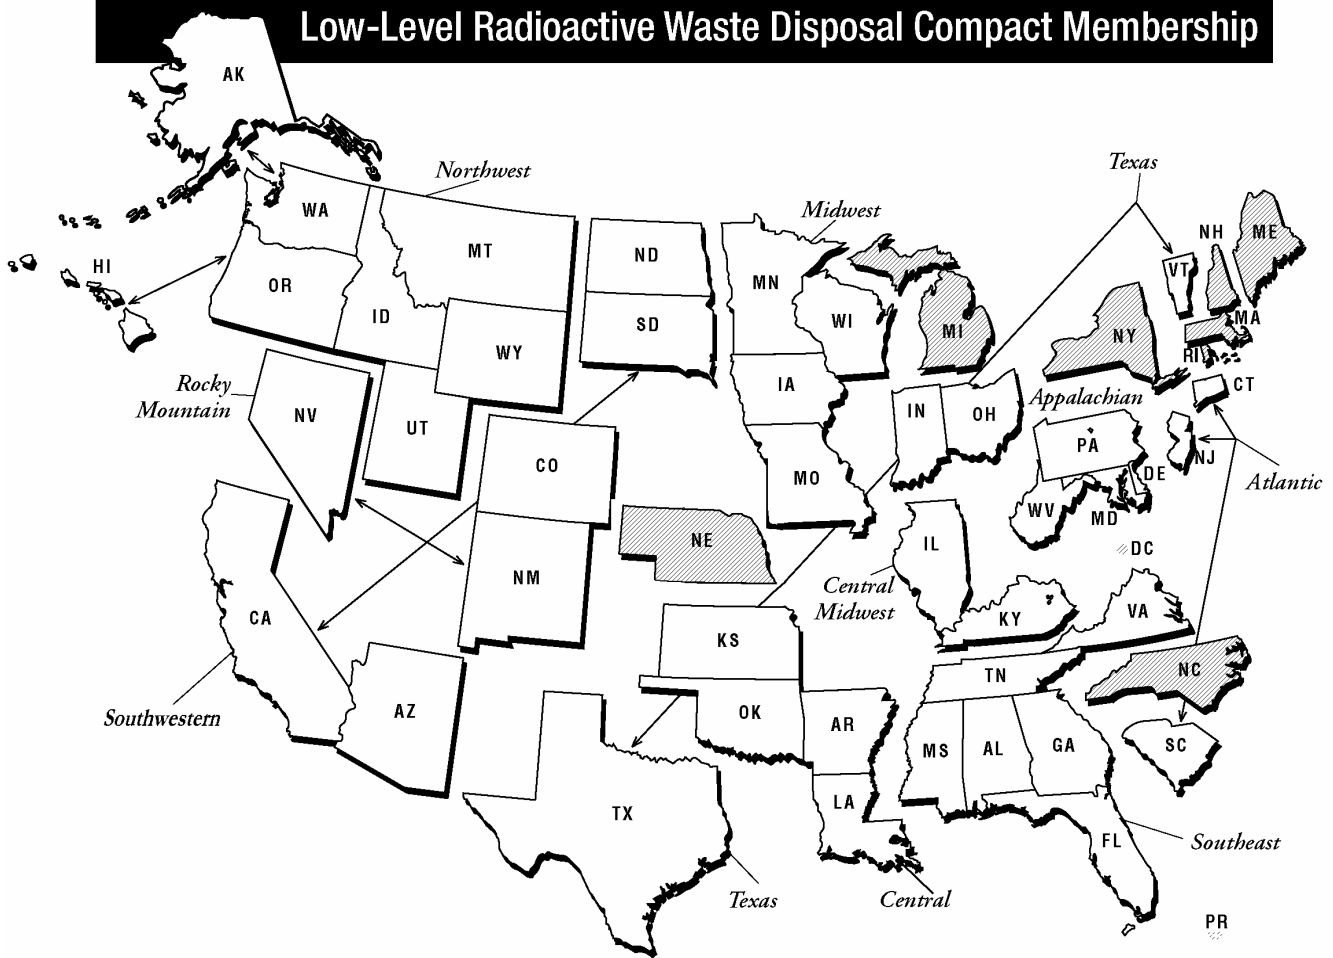 Low-Level Radioactive Waste Disposal Compact Membership
AK
Northwest
Texas
Midwest
WA
MT
ND
MN
NH
ME
HI
OR
ID
SD
WI
MI
NY
VT
MA
RI
WY
Rocky
Mountain
NV
UT
IA
IN
OH
Appalachian
CT
CO
MO
PA
NJ
DE
Atlantic
WV
MD
NE
IL
DC
NM
Central
Midwest
CA
KS
KY
VA
TN
NC
Southwestern
AZ
OK
AR
MS
AL
GA
SC
TX
LA
FL
Southeast
Texas
Central
PR